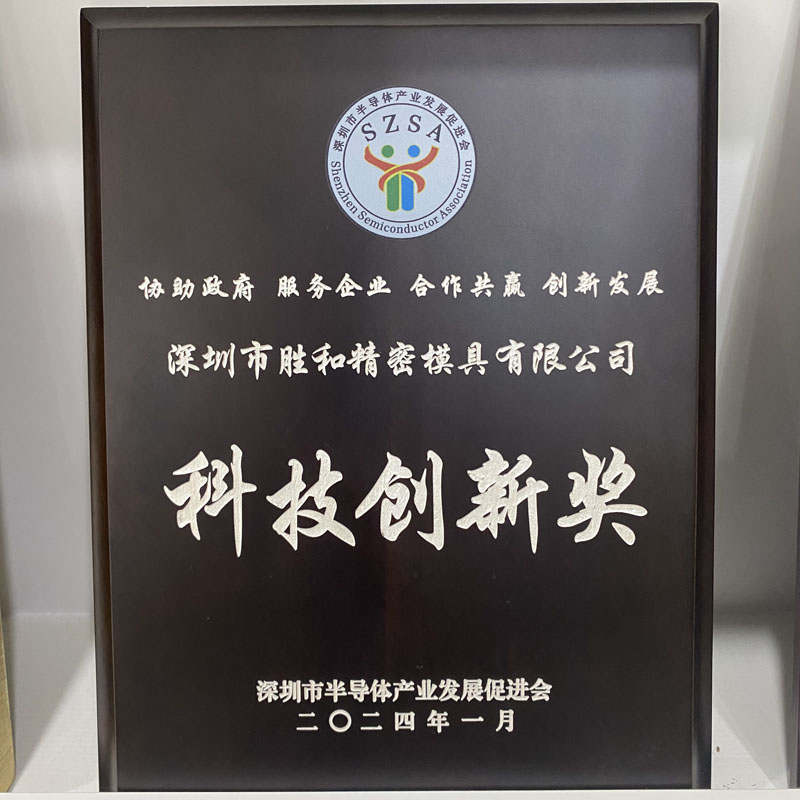 深圳市半导体产业发展促进会
SZSA
Shenzhen Semiconductor Association
协助政府 服务企业 合作共赢 创新发展
深圳市胜和精密模具有限公司
科技创新奖
深圳市半导体产业发展促进会
二〇二四年一月